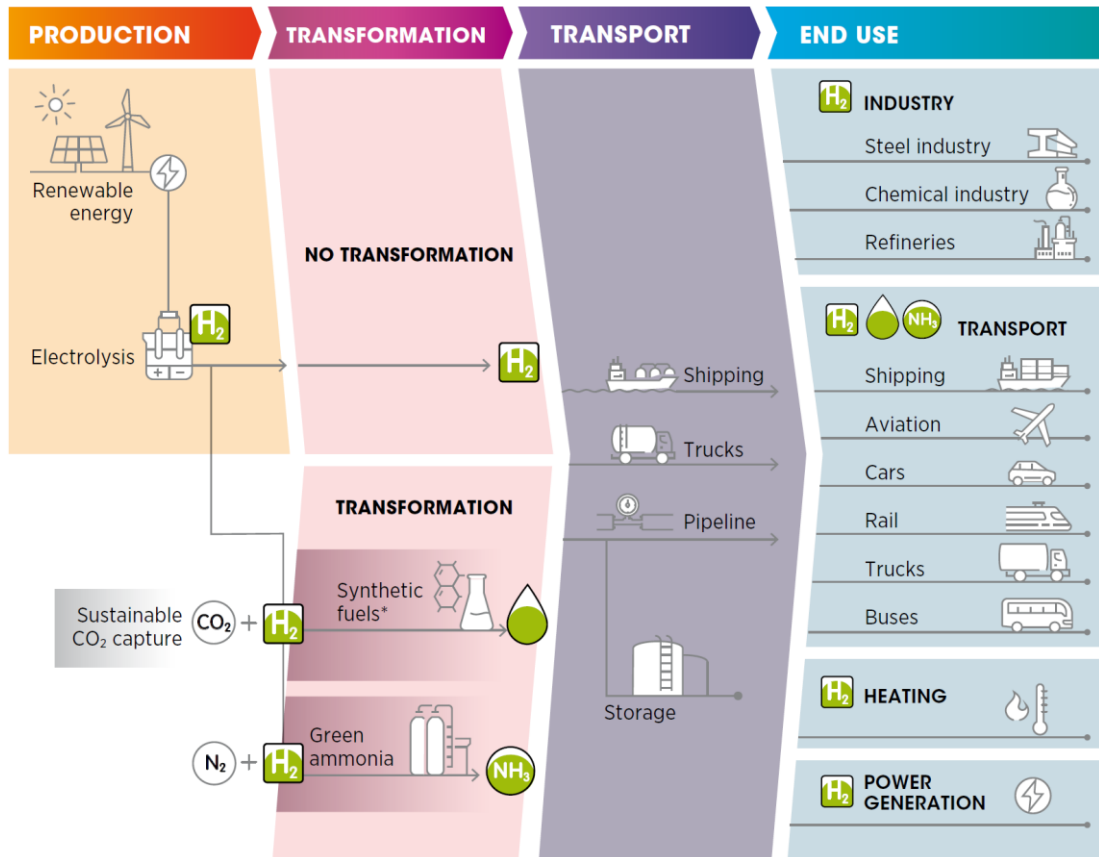 PRODUCTION
TRANSFORMATION
TRANSPORT
END USE
Renewable
energy
Electrolysis
+ −
H₂
NO TRANSFORMATION
H₂
TRANSFORMATION
Sustainable
CO₂ capture
CO₂ + H₂
Synthetic
fuels*
N₂ + H₂
Green
ammonia
NH₃
Shipping
Trucks
Pipeline
Storage
H₂ INDUSTRY
Steel industry
Chemical industry
Refineries
H₂ NH₃ TRANSPORT
Shipping
Aviation
Cars
Rail
Trucks
Buses
H₂ HEATING
H₂ POWER
GENERATION